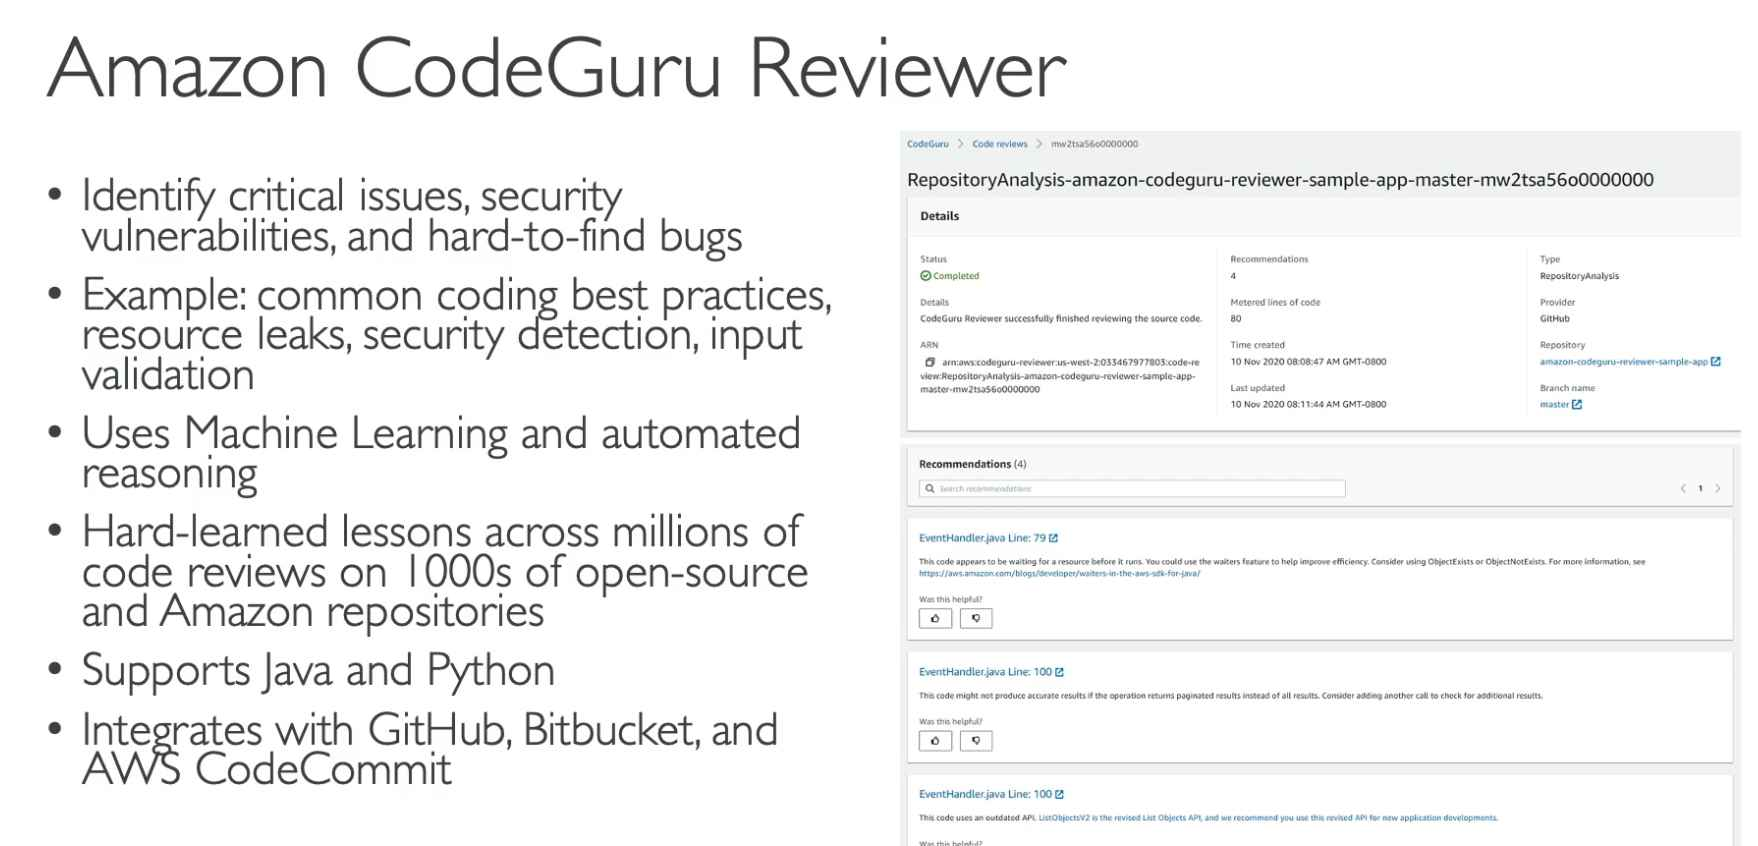 Amazon CodeGuru Reviewer
• Identify critical issues, security
vulnerabilities, and hard-to-find bugs
• Example: common coding best practices,
resource leaks, security detection, input
validation
• Uses Machine Learning and automated
reasoning
• Hard-learned lessons across millions of
code reviews on 1000s of open-source
and Amazon repositories
• Supports Java and Python
• Integrates with GitHub, Bitbucket, and
AWS CodeCommit
CodeGuru > Code reviews > mw2tsa56o0000000
RepositoryAnalysis-amazon-codeguru-reviewer-sample-app-master-mw2tsa56o0000000
Details
Status
Completed
Details
CodeGuru Reviewer successfully finished reviewing the source code.
ARN
arn:aws:codeguru-reviewer:us-west-2:033467977803:code-re
view:RepositoryAnalysis-amazon-codeguru-reviewer-sample-app-
master-mw2tsa56o0000000
Recommendations
4
Metered lines of code
80
Time created
10 Nov 2020 08:08:47 AM GMT-0800
Last updated
10 Nov 2020 08:11:44 AM GMT-0800
Type
RepositoryAnalysis
Provider
GitHub
Repository
amazon-codeguru-reviewer-sample-app
Branch name
master
Recommendations (4)
Search recommendations
< 1 >
EventHandler.java Line: 79
This code appears to be waiting for a resource before it runs. You could use the waiters feature to help improve efficiency. Consider using ObjectExists or ObjectNotExists. For more information, see
https://aws.amazon.com/blogs/developer/waiters-in-the-aws-sdk-for-java/
Was this helpful?
EventHandler.java Line: 100
This code might not produce accurate results if the operation returns paginated results instead of all results. Consider adding another call to check for additional results.
Was this helpful?
EventHandler.java Line: 100
This code uses an outdated API. ListObjectsV2 is the revised List Objects API, and we recommend you use this revised API for new application developments.
Was this helpful?